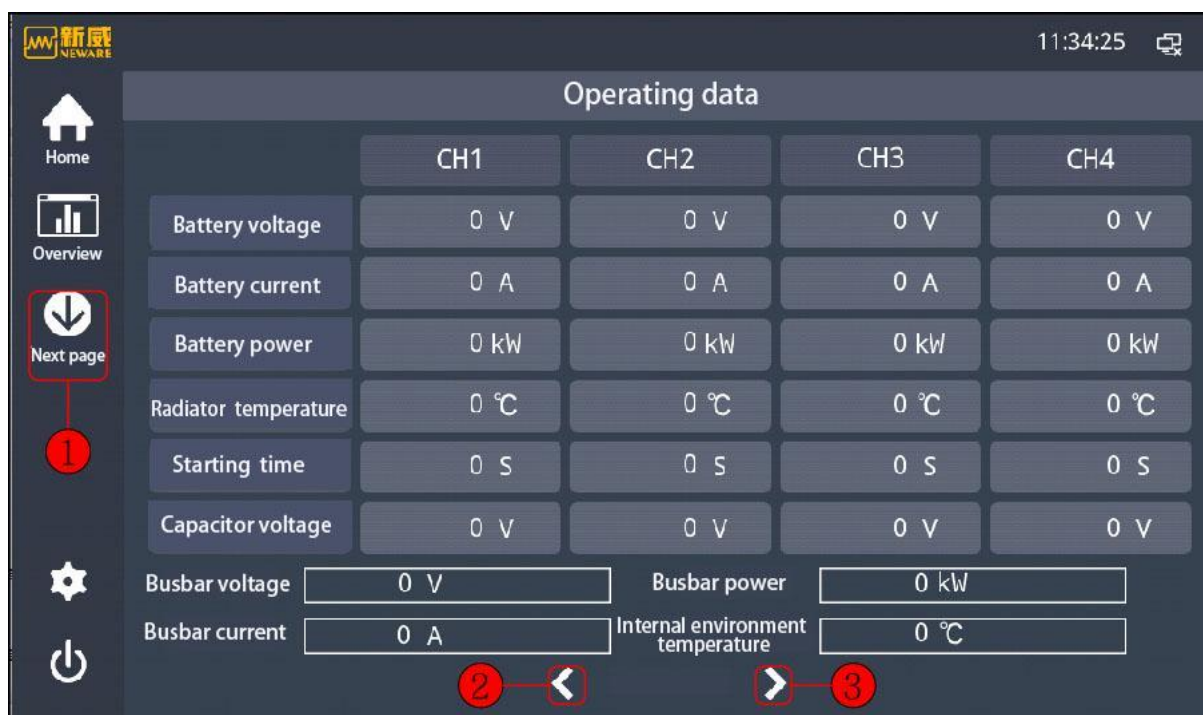 新威
NEWARE
11:34:25
Operating data
Home
Overview
Next page
1
CH1 CH2 CH3 CH4
Battery voltage 0 V 0 V 0 V 0 V
Battery current 0 A 0 A 0 A 0 A
Battery power 0 kW 0 kW 0 kW 0 kW
Radiator temperature 0 ℃ 0 ℃ 0 ℃ 0 ℃
Starting time 0 S 0 S 0 S 0 S
Capacitor voltage 0 V 0 V 0 V 0 V
Busbar voltage 0 V Busbar power 0 kW
Busbar current 0 A Internal environment
temperature 0 ℃
2 3